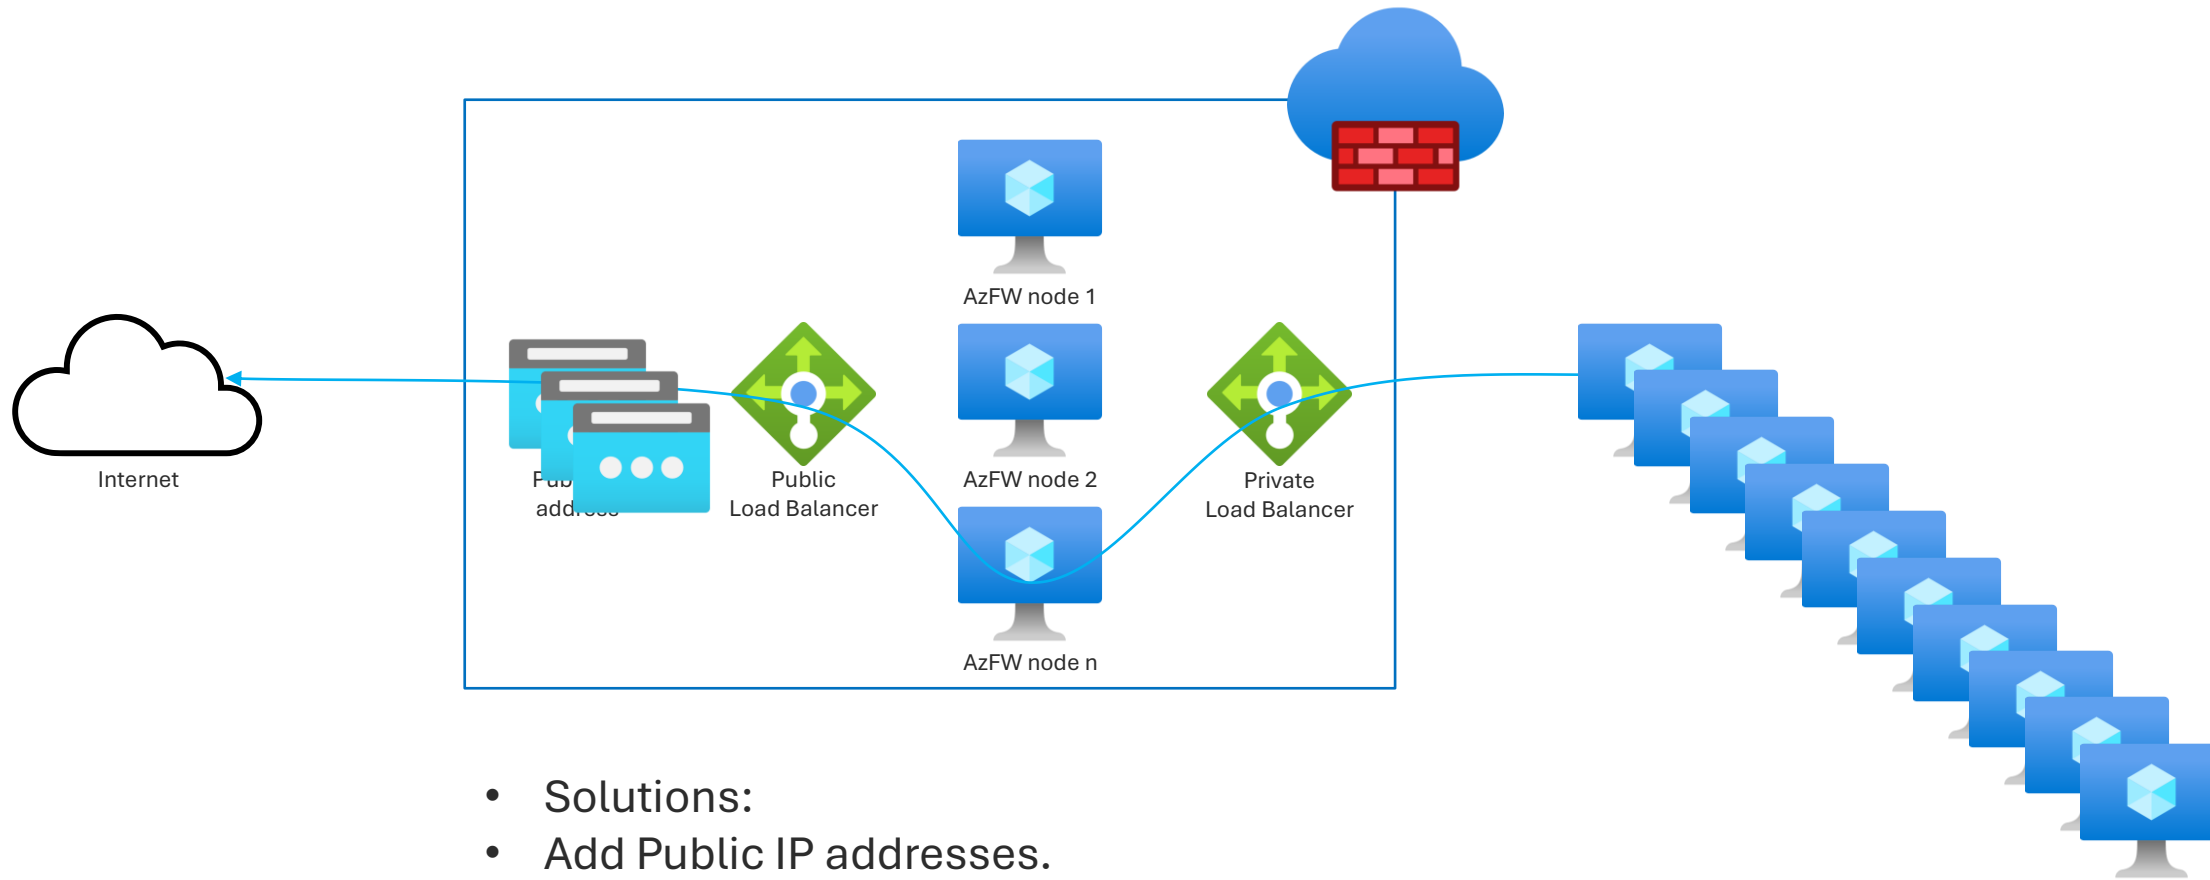 AzFW node 1
Internet
address
Public
Load Balancer
AzFW node 2
Private
Load Balancer
AzFW node n
• Solutions:
• Add Public IP addresses.